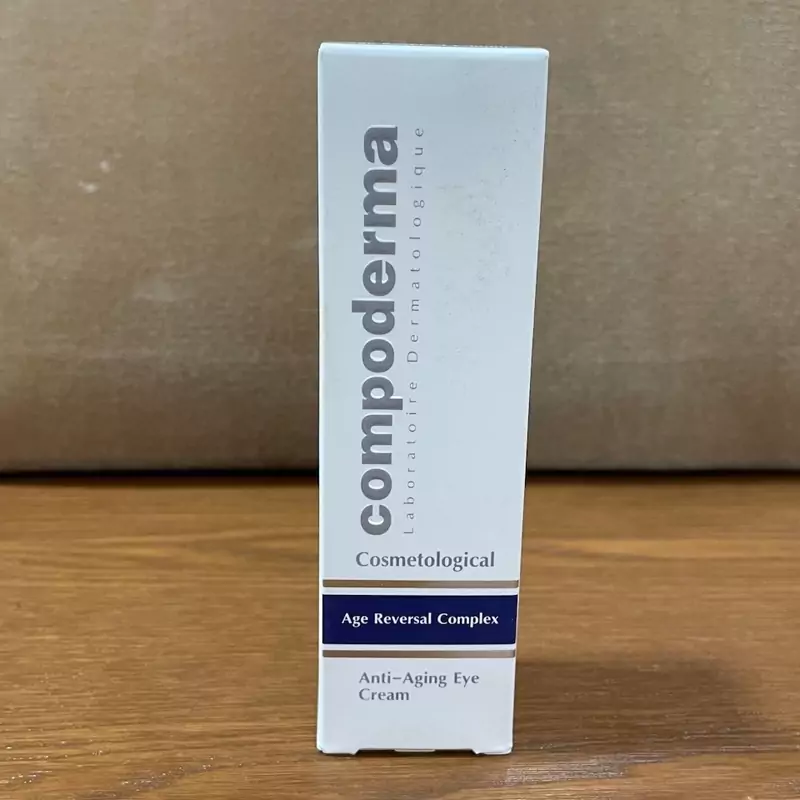 compoderma
Laboratoire Dermatologique
Cosmetological
Age Reversal Complex
Anti-Aging Eye
Cream